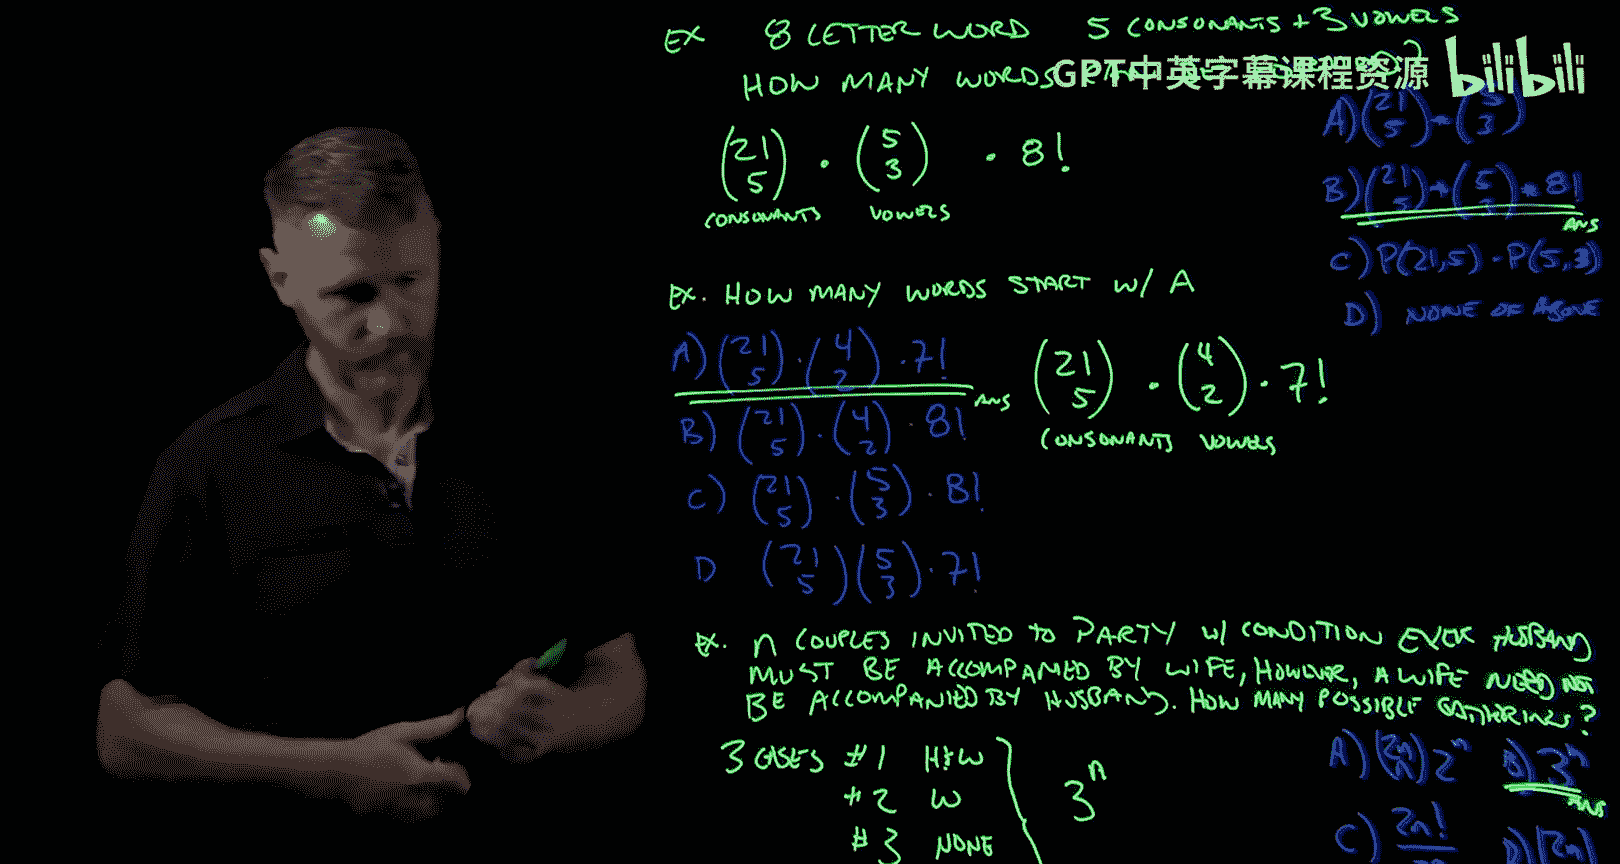 EX 8 LETTER WORD 5 CONSONANTS + 3 VOWELS
HOW MANY WORDS
GPT中英字幕课程资源 bilibili
(21 5) · (5 3) · 8!
CONSONANTS VOWELS
A) (21 5) * (5 3)
B) (21 5) * (5 3) * 8!
ANS
C) P(21,5) - P(5,3)
D) NONE OF ABOVE
EX. HOW MANY WORDS START W/ A
A) (21 5) · (4 2) · 7!
ANS
B) (21 5) · (4 2) · 8!
C) (21 5) · (5 3) · 8!
D (21 5) (5 3) · 7!
(21 5) · (4 2) · 7!
CONSONANTS VOWELS
EX. n COUPLES INVITED TO PARTY W/ CONDITION HUSBAND
MUST BE ACCOMPANIED BY WIFE, HOWEVER, A WIFE NEED NOT
BE ACCOMPANIED BY HUSBAND. HOW MANY POSSIBLE GATHERINGS?
3 CASES #1 H&W
#2 W
#3 NONE
3^n
A) (2n n) 2^n
B) 3^n
ANS
C) 2n!
D) (2n)